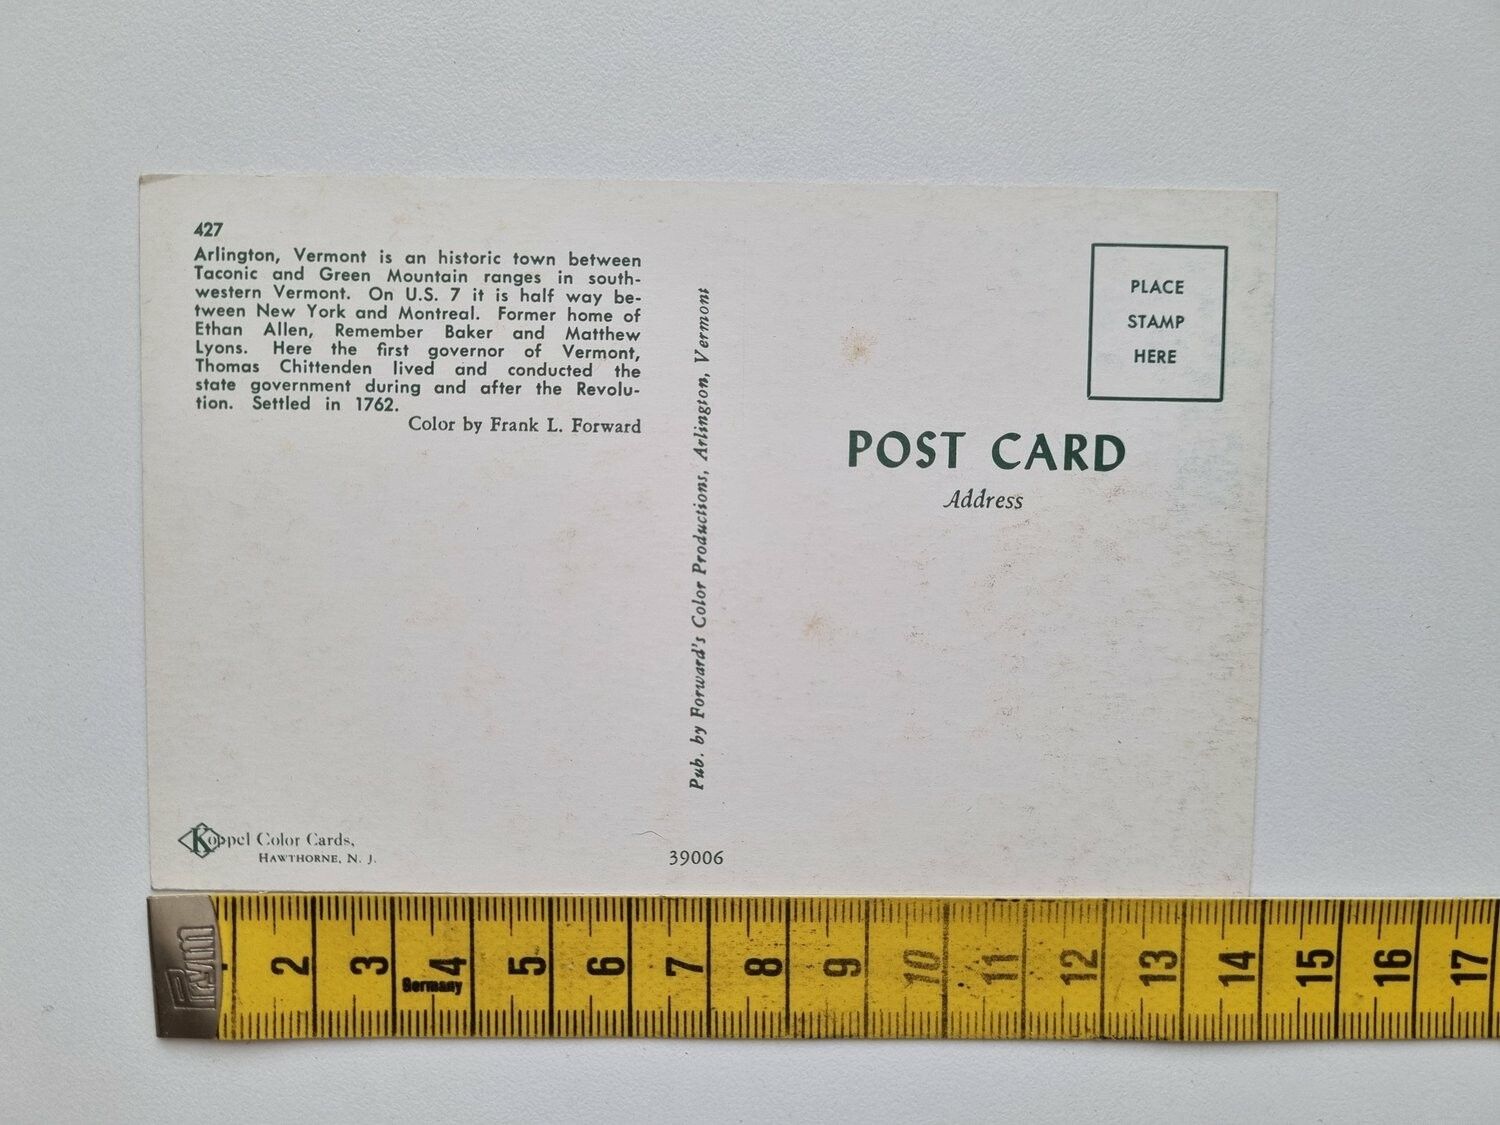 427
Arlington, Vermont is an historic town between
Taconic and Green Mountain ranges in south-
western Vermont. On U.S. 7 it is half way be-
tween New York and Montreal. Former home of
Ethan Allen, Remember Baker and Matthew
Lyons. Here the first governor of Vermont,
Thomas Chittenden lived and conducted the
state government during and after the Revolu-
tion. Settled in 1762.
Color by Frank L. Forward
Pub. by Forward's Color Productions, Arlington, Vermont
PLACE
STAMP
HERE
POST CARD
Address
Koppel Color Cards,
HAWTHORNE, N. J.
39006
Prym
2 3 4 5 6 7 8 9 10 11 12 13 14 15 16 17
Germany